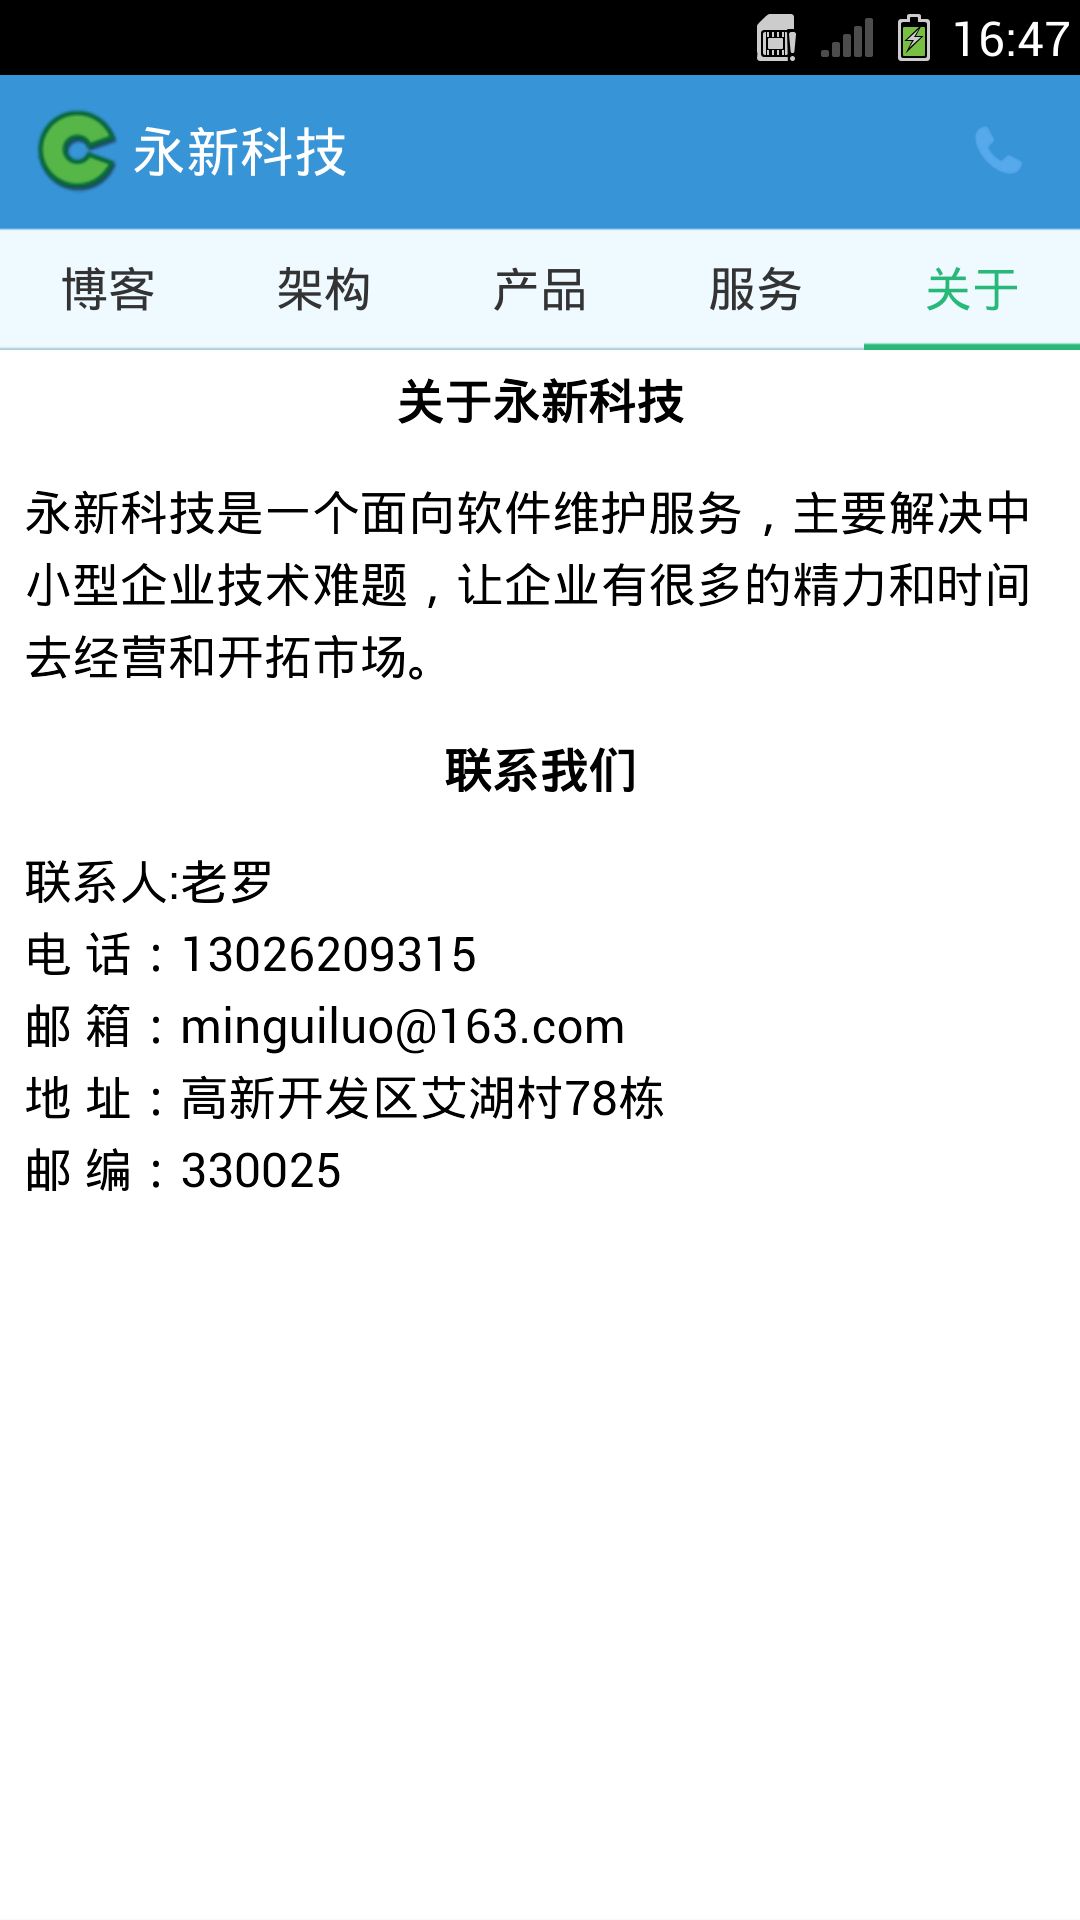 16:47
永新科技
博客 架构 产品 服务 关于
关于永新科技
永新科技是一个面向软件维护服务，主要解决中
小型企业技术难题，让企业有很多的精力和时间
去经营和开拓市场。
联系我们
联系人:老罗
电 话：13026209315
邮 箱：minguiluo@163.com
地 址：高新开发区艾湖村78栋
邮 编：330025